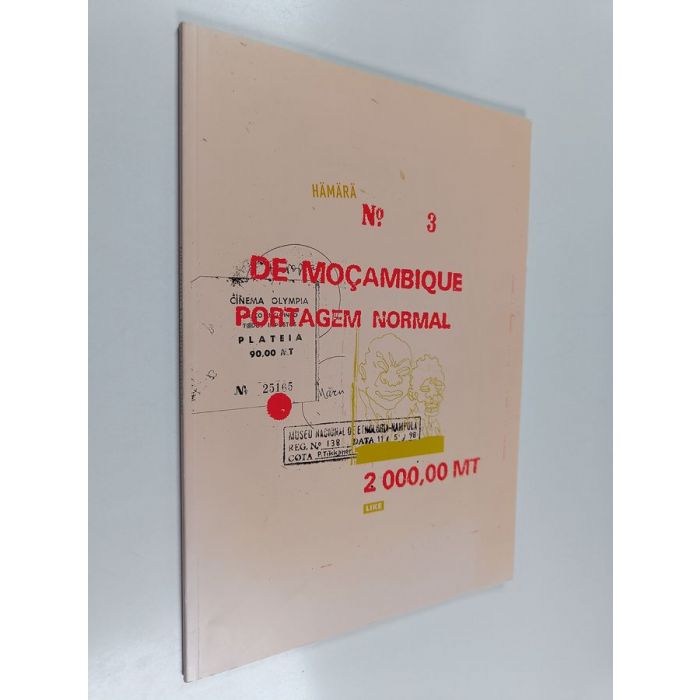 HÄMÄRÄ
Nº 3
DE MOÇAMBIQUE
CINEMA OLYMPIA
PORTAGEM NORMAL
PLATEIA
90,00 MT
Nº 25165
MUSEU NACIONAL DE ETNOLOGIA-NAMPULA
REG. Nº 138 DATA 11 / 5 / 98
COTA P.Tikkanen
2 000,00 MT
LIKE